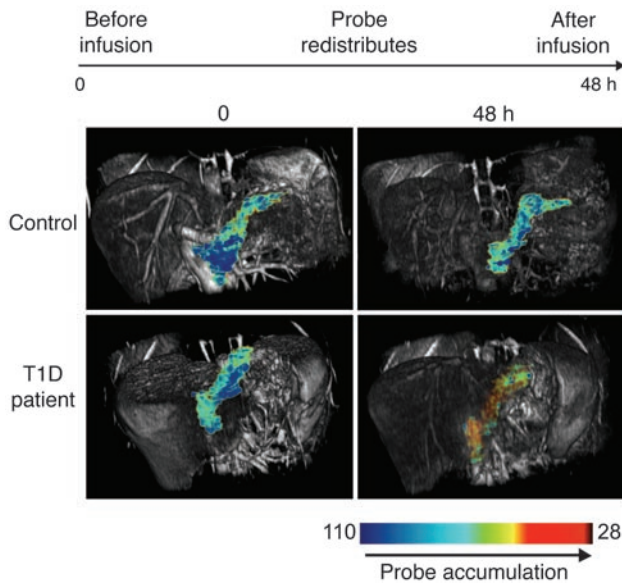 Before infusion
Probe redistributes
After infusion
0
48 h
0
48 h
Control
T1D patient
110
28
Probe accumulation